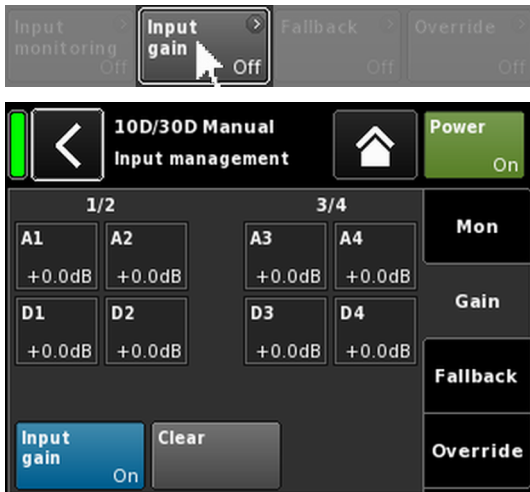 Input monitoring Off
Input gain Off
Fallback Off
Override Off
10D/30D Manual
Input management
Power
On
1/2
3/4
A1
A2
A3
A4
+0.0dB
+0.0dB
+0.0dB
+0.0dB
D1
D2
D3
D4
+0.0dB
+0.0dB
+0.0dB
+0.0dB
Mon
Gain
Fallback
Override
Input
gain
On
Clear